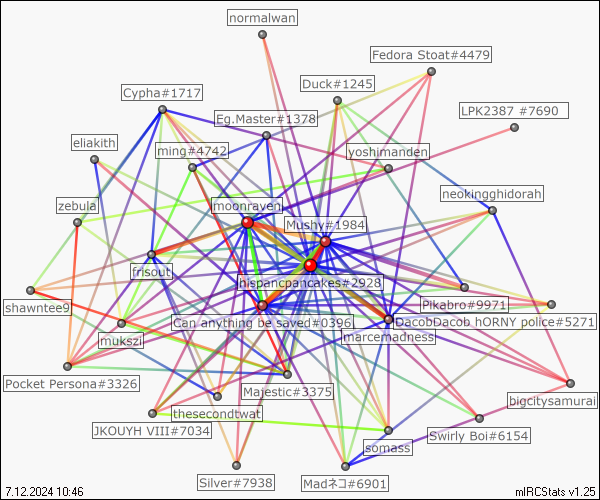 normalwan
Fedora Stoat#4479
Duck#1245
Cypha#1717
LPK2387 #7690
Eg.Master#1378
eliakith
ming#4742
yoshimanden
neokingghidorah
zebula
moonraven
Mushy#1984
frisout
hispancpancakes#2928
shawntee9
Pikabro#9971
Can anything be saved#0396
DacobDacob hORNY police#5271
mukszi
marcemadness
Pocket Persona#3326
Majestic#3375
bigcitysamurai
thesecondtwat
JKOUYH VIII#7034
Swirly Boi#6154
somass
Silver#7938
Madネコ#6901
7.12.2024 10:46
mIRCStats v1.25